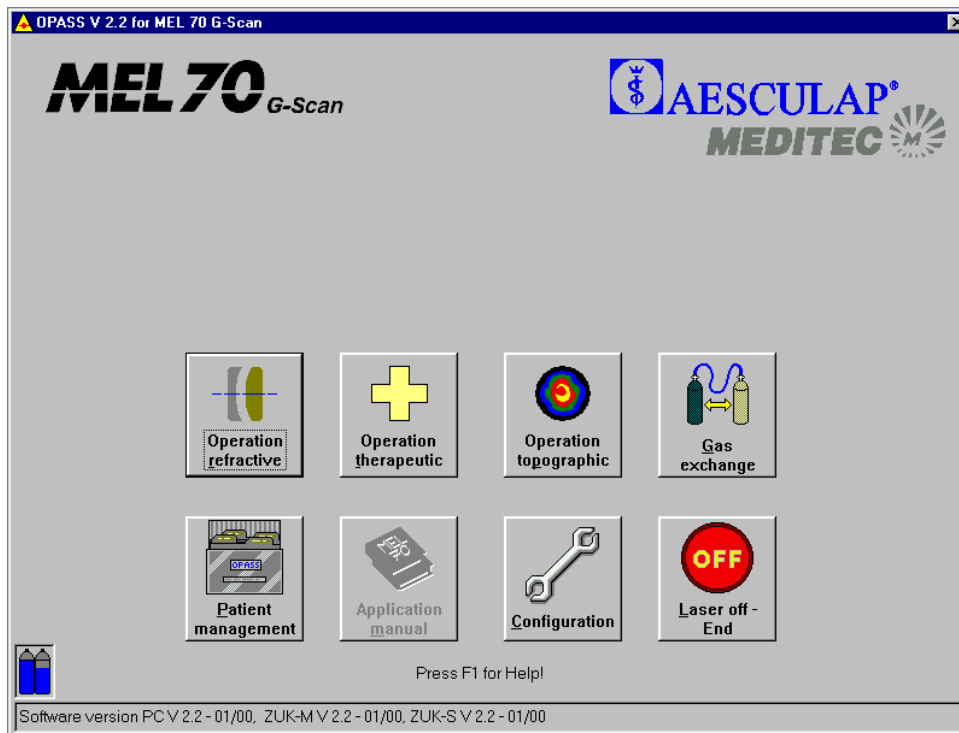 OPASS V 2.2 for MEL 70 G-Scan
MEL 70 G-Scan
AESCULAP®
MEDITEC M
Operation
refractive
Operation
therapeutic
Operation
topographic
Gas
exchange
OPASS
Patient
management
MEL
70
Application
manual
Configuration
OFF
Laser off -
End
Press F1 for Help!
Software version PC V 2.2 - 01/00, ZUK-M V 2.2 - 01/00, ZUK-S V 2.2 - 01/00